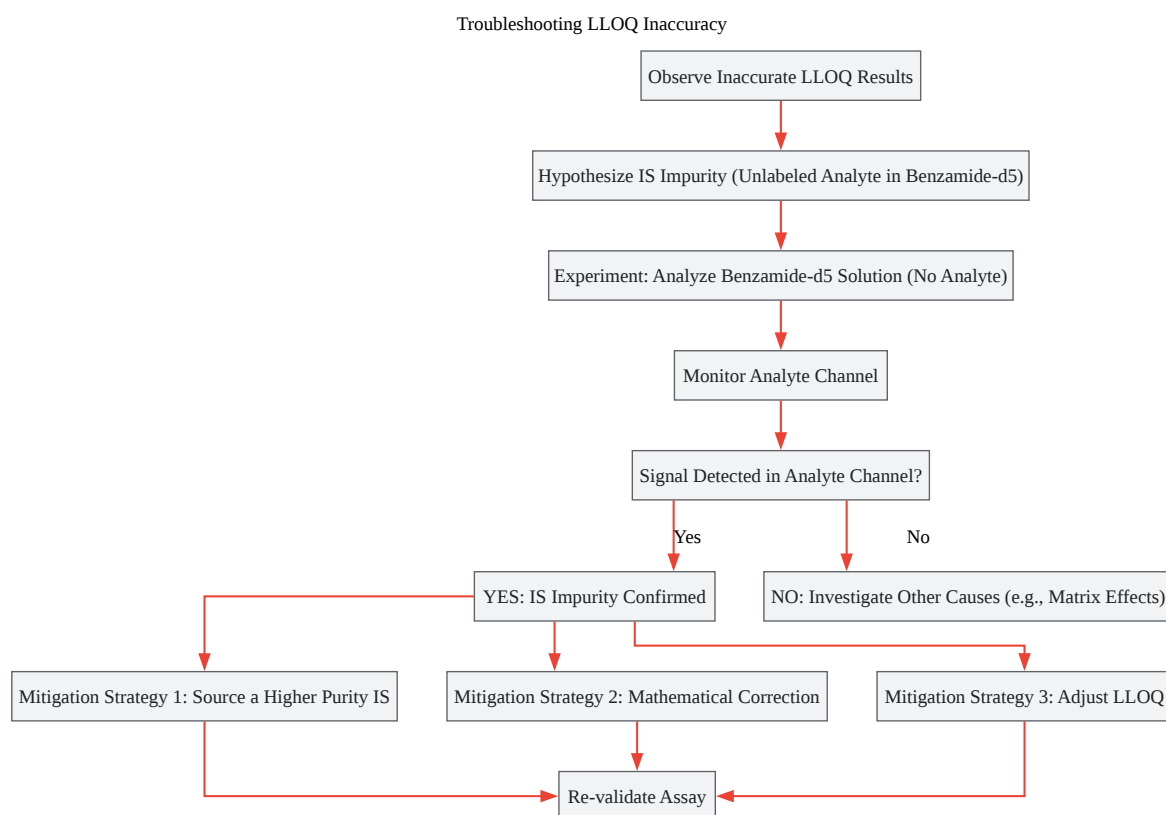 Troubleshooting LLOQ Inaccuracy
Observe Inaccurate LLOQ Results
Hypothesize IS Impurity (Unlabeled Analyte in Benzamide-d5)
Experiment: Analyze Benzamide-d5 Solution (No Analyte)
Monitor Analyte Channel
Signal Detected in Analyte Channel?
Yes
No
YES: IS Impurity Confirmed
NO: Investigate Other Causes (e.g., Matrix Effects)
Mitigation Strategy 1: Source a Higher Purity IS
Mitigation Strategy 2: Mathematical Correction
Mitigation Strategy 3: Adjust LLOQ
Re-validate Assay